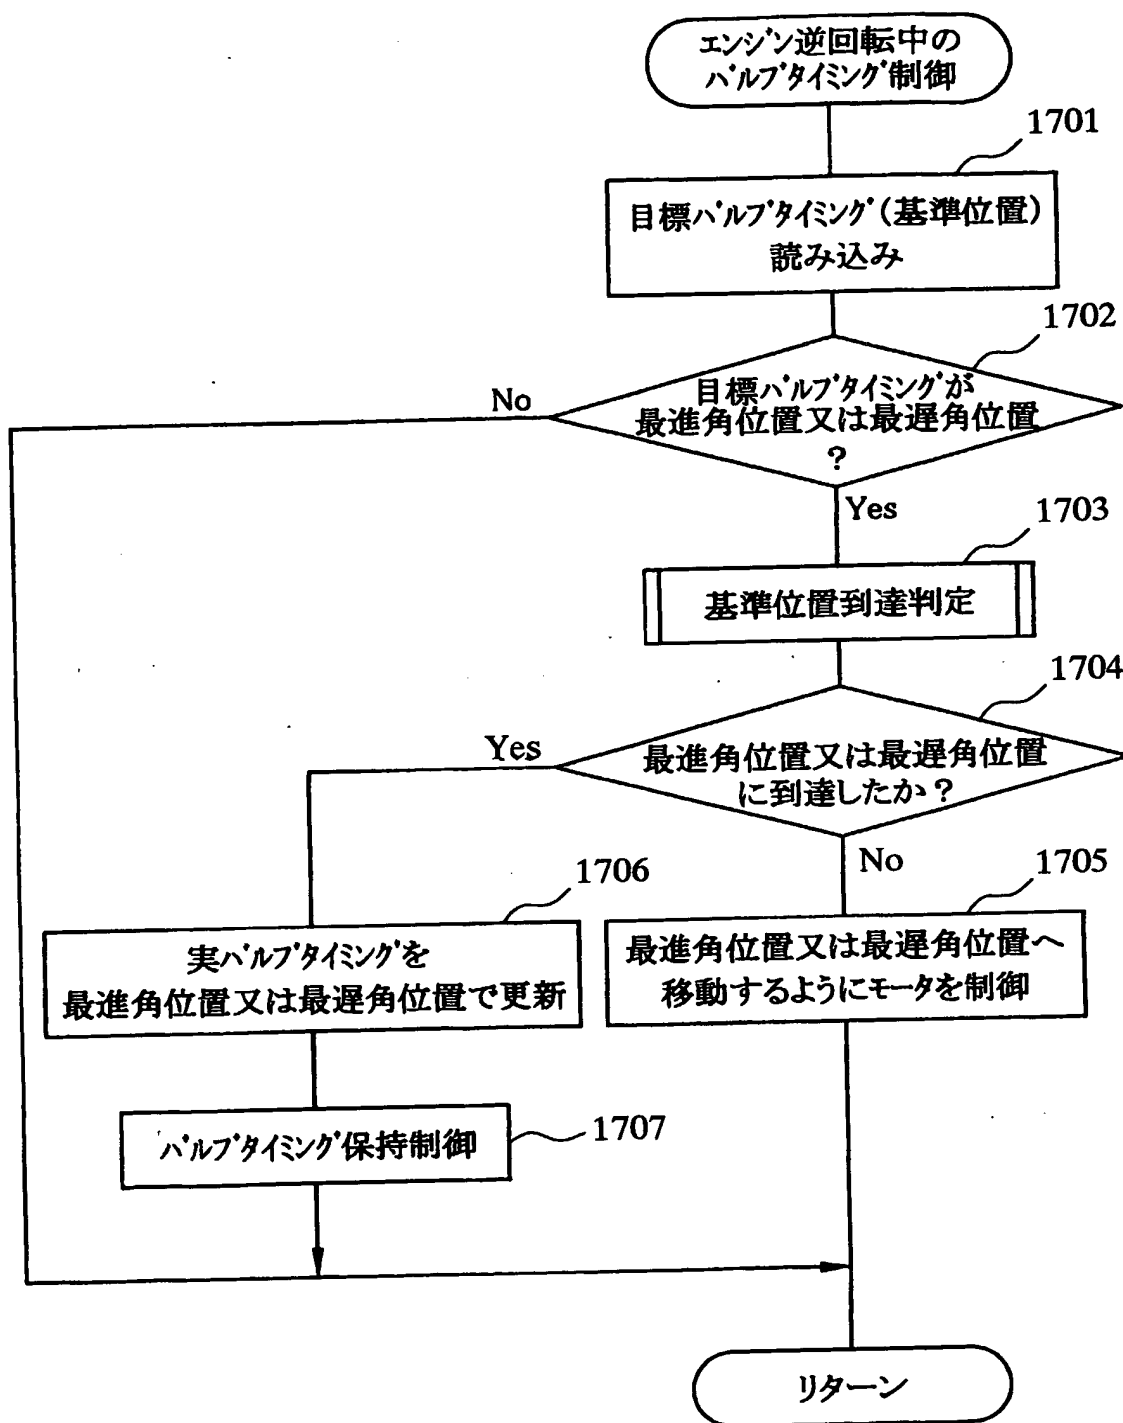 エンジン逆回転中の
バルブタイミング制御
1701
目標バルブタイミング(基準位置)
読み込み
1702
目標バルブタイミングが
最進角位置又は最遅角位置
?
No
Yes
1703
基準位置到達判定
1704
最進角位置又は最遅角位置
に到達したか?
Yes
No
1706
実バルブタイミングを
最進角位置又は最遅角位置で更新
1705
最進角位置又は最遅角位置へ
移動するようにモータを制御
バルブタイミング保持制御
1707
リターン